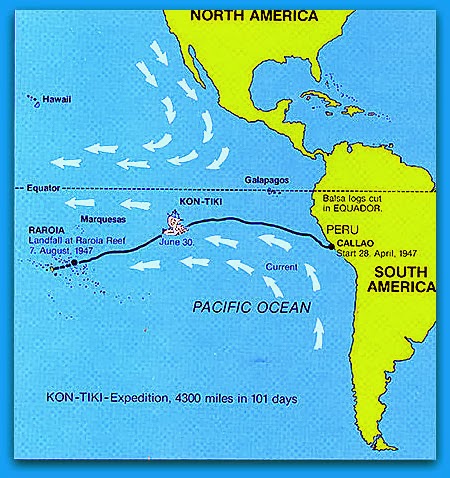 NORTH AMERICA
Hawaii
Galapagos
Equator
Balsa logs cut
in EQUADOR.
KON-TIKI
Marquesas
PERU
RAROIA
Landfall at Raroia Reef
7. August, 1947
June 30.
CALLAO
Start 28. April, 1947
Current
SOUTH
AMERICA
PACIFIC OCEAN
KON-TIKI-Expedition, 4300 miles in 101 days